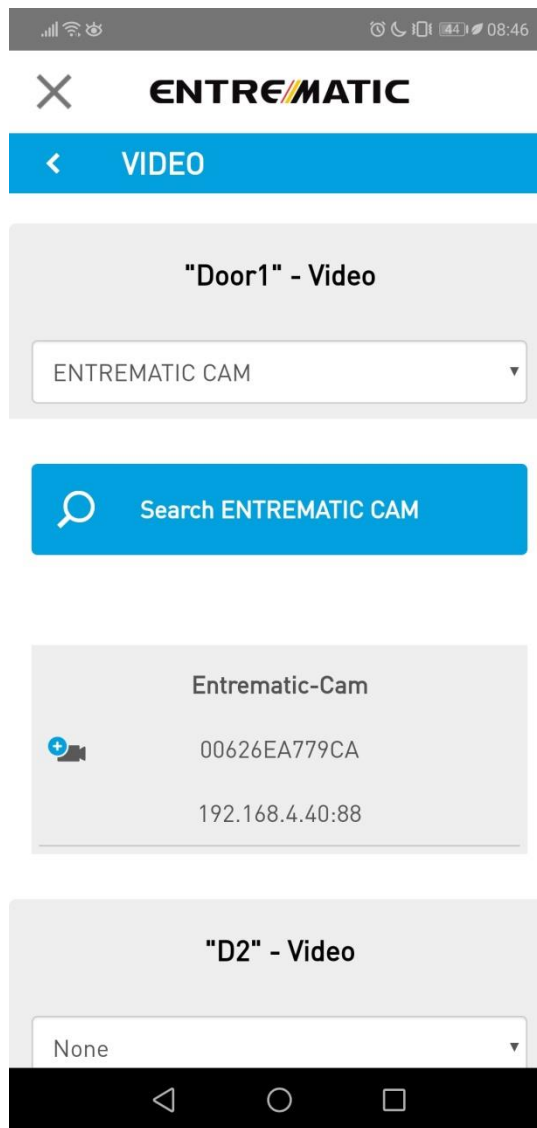 44 08:46
ENTREMATIC
VIDEO
"Door1" - Video
ENTREMATIC CAM
Search ENTREMATIC CAM
Entrematic-Cam
00626EA779CA
192.168.4.40:88
"D2" - Video
None